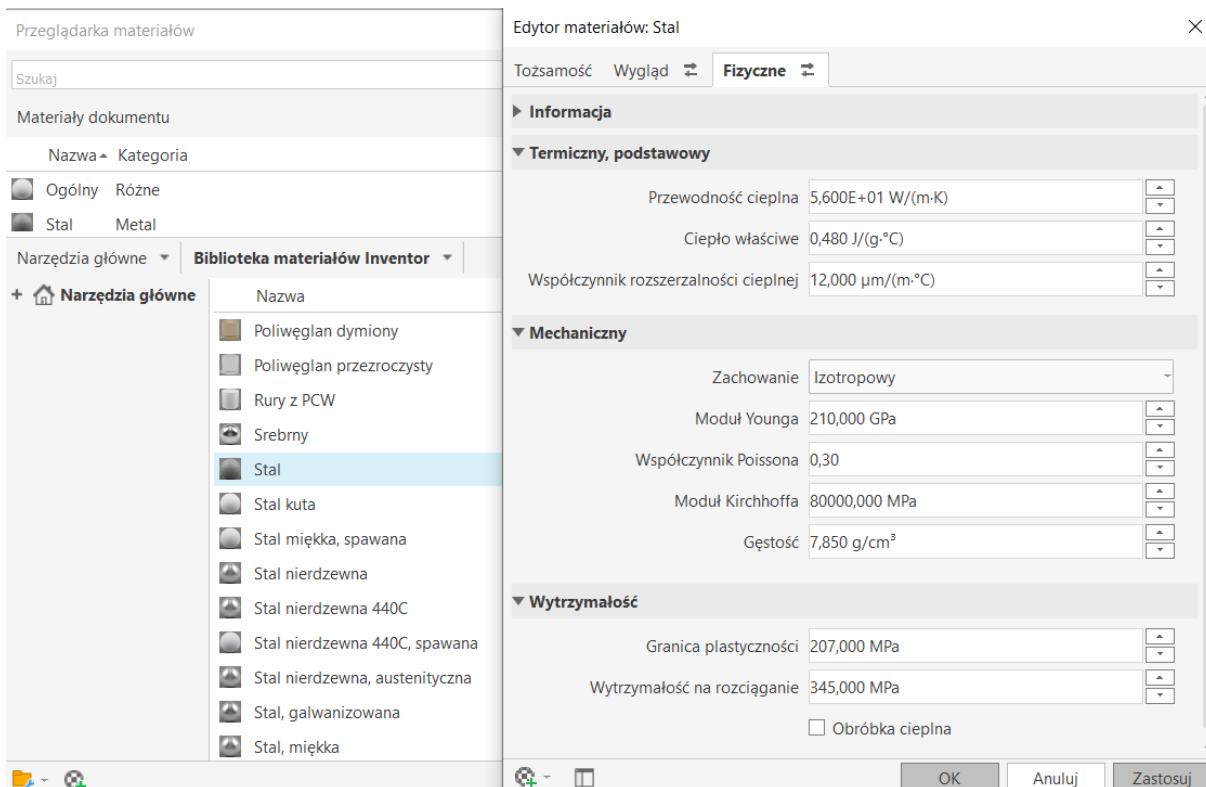 Przeglądarka materiałów
Szukaj
Materiały dokumentu
Nazwa Kategoria
Ogólny Różne
Stal Metal
Narzędzia główne Biblioteka materiałów Inventor
+ Narzędzia główne
Nazwa
Poliwęglan dymiony
Poliwęglan przezroczysty
Rury z PCW
Srebrny
Stal
Stal kuta
Stal miękka, spawana
Stal nierdzewna
Stal nierdzewna 440C
Stal nierdzewna 440C, spawana
Stal nierdzewna, austenityczna
Stal, galwanizowana
Stal, miękka
Edytor materiałów: Stal
Tożsamość Wygląd Fizyczne
Informacja
Termiczny, podstawowy
Przewodność cieplna 5,600E+01 W/(m·K)
Ciepło właściwe 0,480 J/(g·°C)
Współczynnik rozszerzalności cieplnej 12,000 µm/(m·°C)
Mechaniczny
Zachowanie Izotropowy
Moduł Younga 210,000 GPa
Współczynnik Poissona 0,30
Moduł Kirchhoffa 80000,000 MPa
Gęstość 7,850 g/cm³
Wytrzymałość
Granica plastyczności 207,000 MPa
Wytrzymałość na rozciąganie 345,000 MPa
Obróbka cieplna
OK Anuluj Zastosuj